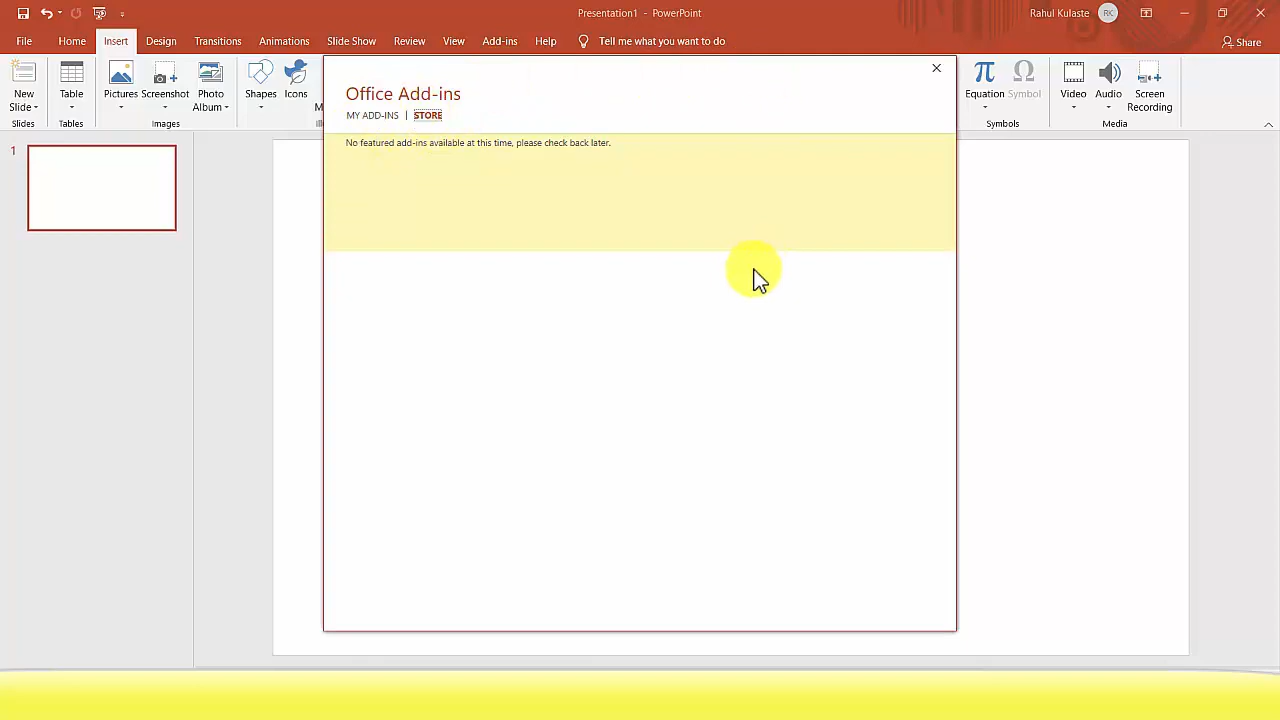 Presentation1 - PowerPoint
Rahul Kulaste
RK
File Home Insert Design Transitions Animations Slide Show Review View Add-ins Help Tell me what you want to do
Share
New Slide
Table
Pictures
Screenshot
Photo Album
Shapes
Icons
M
Equation
Symbol
Video
Audio
Screen Recording
Slides
Tables
Images
Ill
Symbols
Media
Office Add-ins
MY ADD-INS | STORE
No featured add-ins available at this time, please check back later.
1